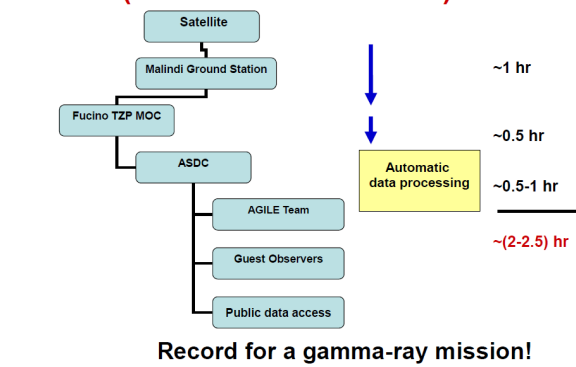 Satellite
Malindi Ground Station
~1 hr
Fucino TZP MOC
~0.5 hr
ASDC
Automatic
data processing
~0.5-1 hr
AGILE Team
~(2-2.5) hr
Guest Observers
Public data access
Record for a gamma-ray mission!